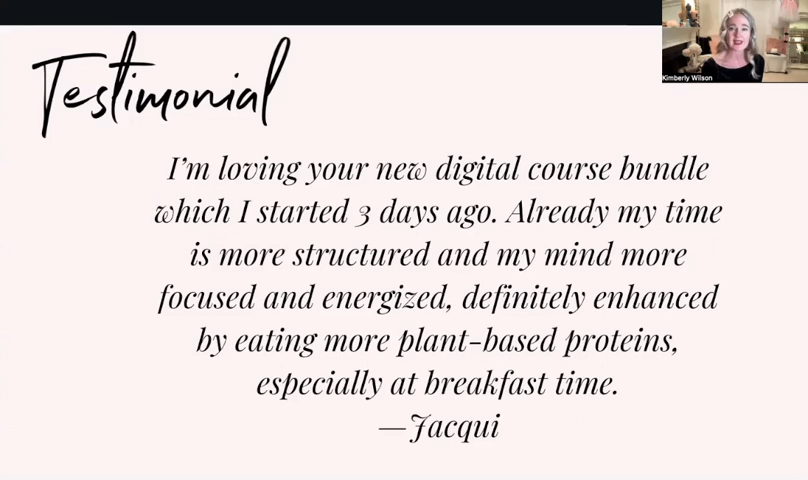 Testimonial
Kimberly Wilson
I'm loving your new digital course bundle
which I started 3 days ago. Already my time
is more structured and my mind more
focused and energized, definitely enhanced
by eating more plant-based proteins,
especially at breakfast time.
—Jacqui